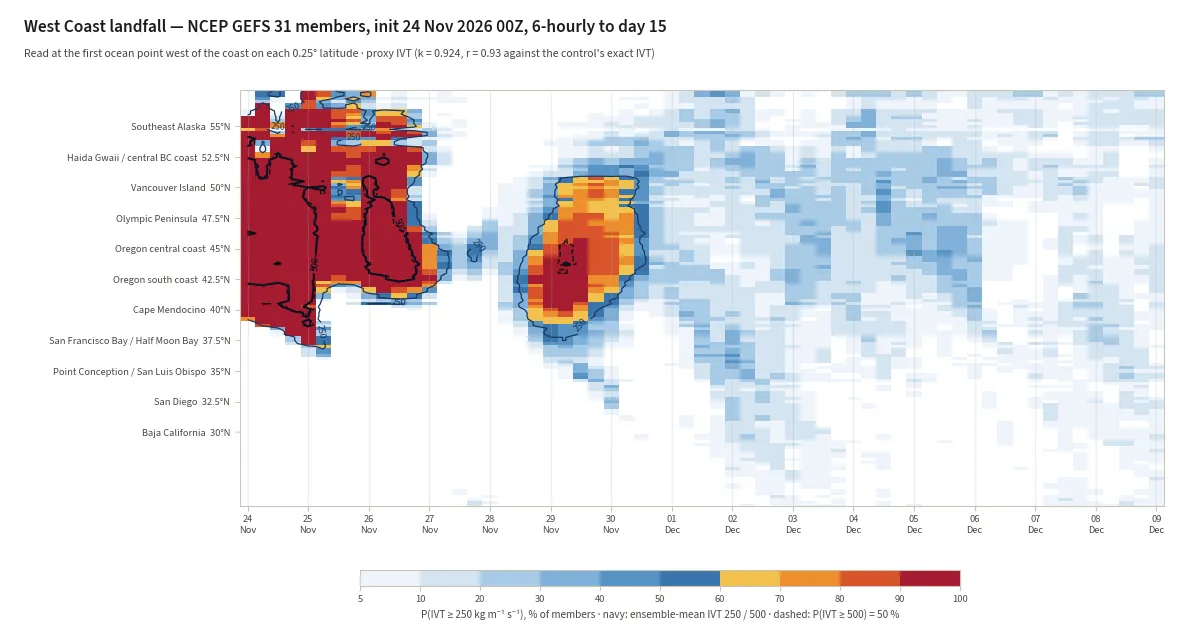 West Coast landfall — NCEP GEFS 31 members, init 24 Nov 2026 00Z, 6-hourly to day 15
Read at the first ocean point west of the coast on each 0.25° latitude · proxy IVT (k = 0.924, r = 0.93 against the control's exact IVT)
Southeast Alaska 55°N
Haida Gwaii / central BC coast 52.5°N
Vancouver Island 50°N
Olympic Peninsula 47.5°N
Oregon central coast 45°N
Oregon south coast 42.5°N
Cape Mendocino 40°N
San Francisco Bay / Half Moon Bay 37.5°N
Point Conception / San Luis Obispo 35°N
San Diego 32.5°N
Baja California 30°N
250
250
250
500
500
250
250
250
24 25 26 27 28 29 30 01 02 03 04 05 06 07 08 09
Nov Nov Nov Nov Nov Nov Nov Dec Dec Dec Dec Dec Dec Dec Dec Dec
5 10 20 30 40 50 60 70 80 90 100
P(IVT ≥ 250 kg m⁻¹ s⁻¹), % of members · navy: ensemble-mean IVT 250 / 500 · dashed: P(IVT ≥ 500) = 50 %